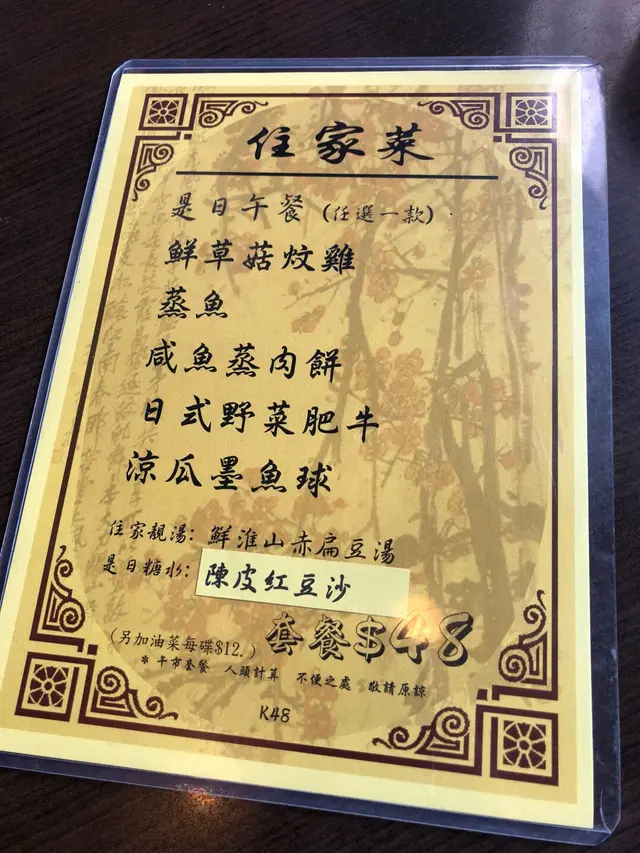 住家菜
是日午餐 (任選一款)
鮮草菇炆雞
蒸魚
咸魚蒸肉餅
日式野菜肥牛
涼瓜墨魚球
住家靚湯: 鮮淮山赤扁豆湯
是日糖水: 陳皮紅豆沙
(另加油菜每碟$12.) 套餐$48
* 午市套餐 人頭計算 不便之處 敬請原諒
K48